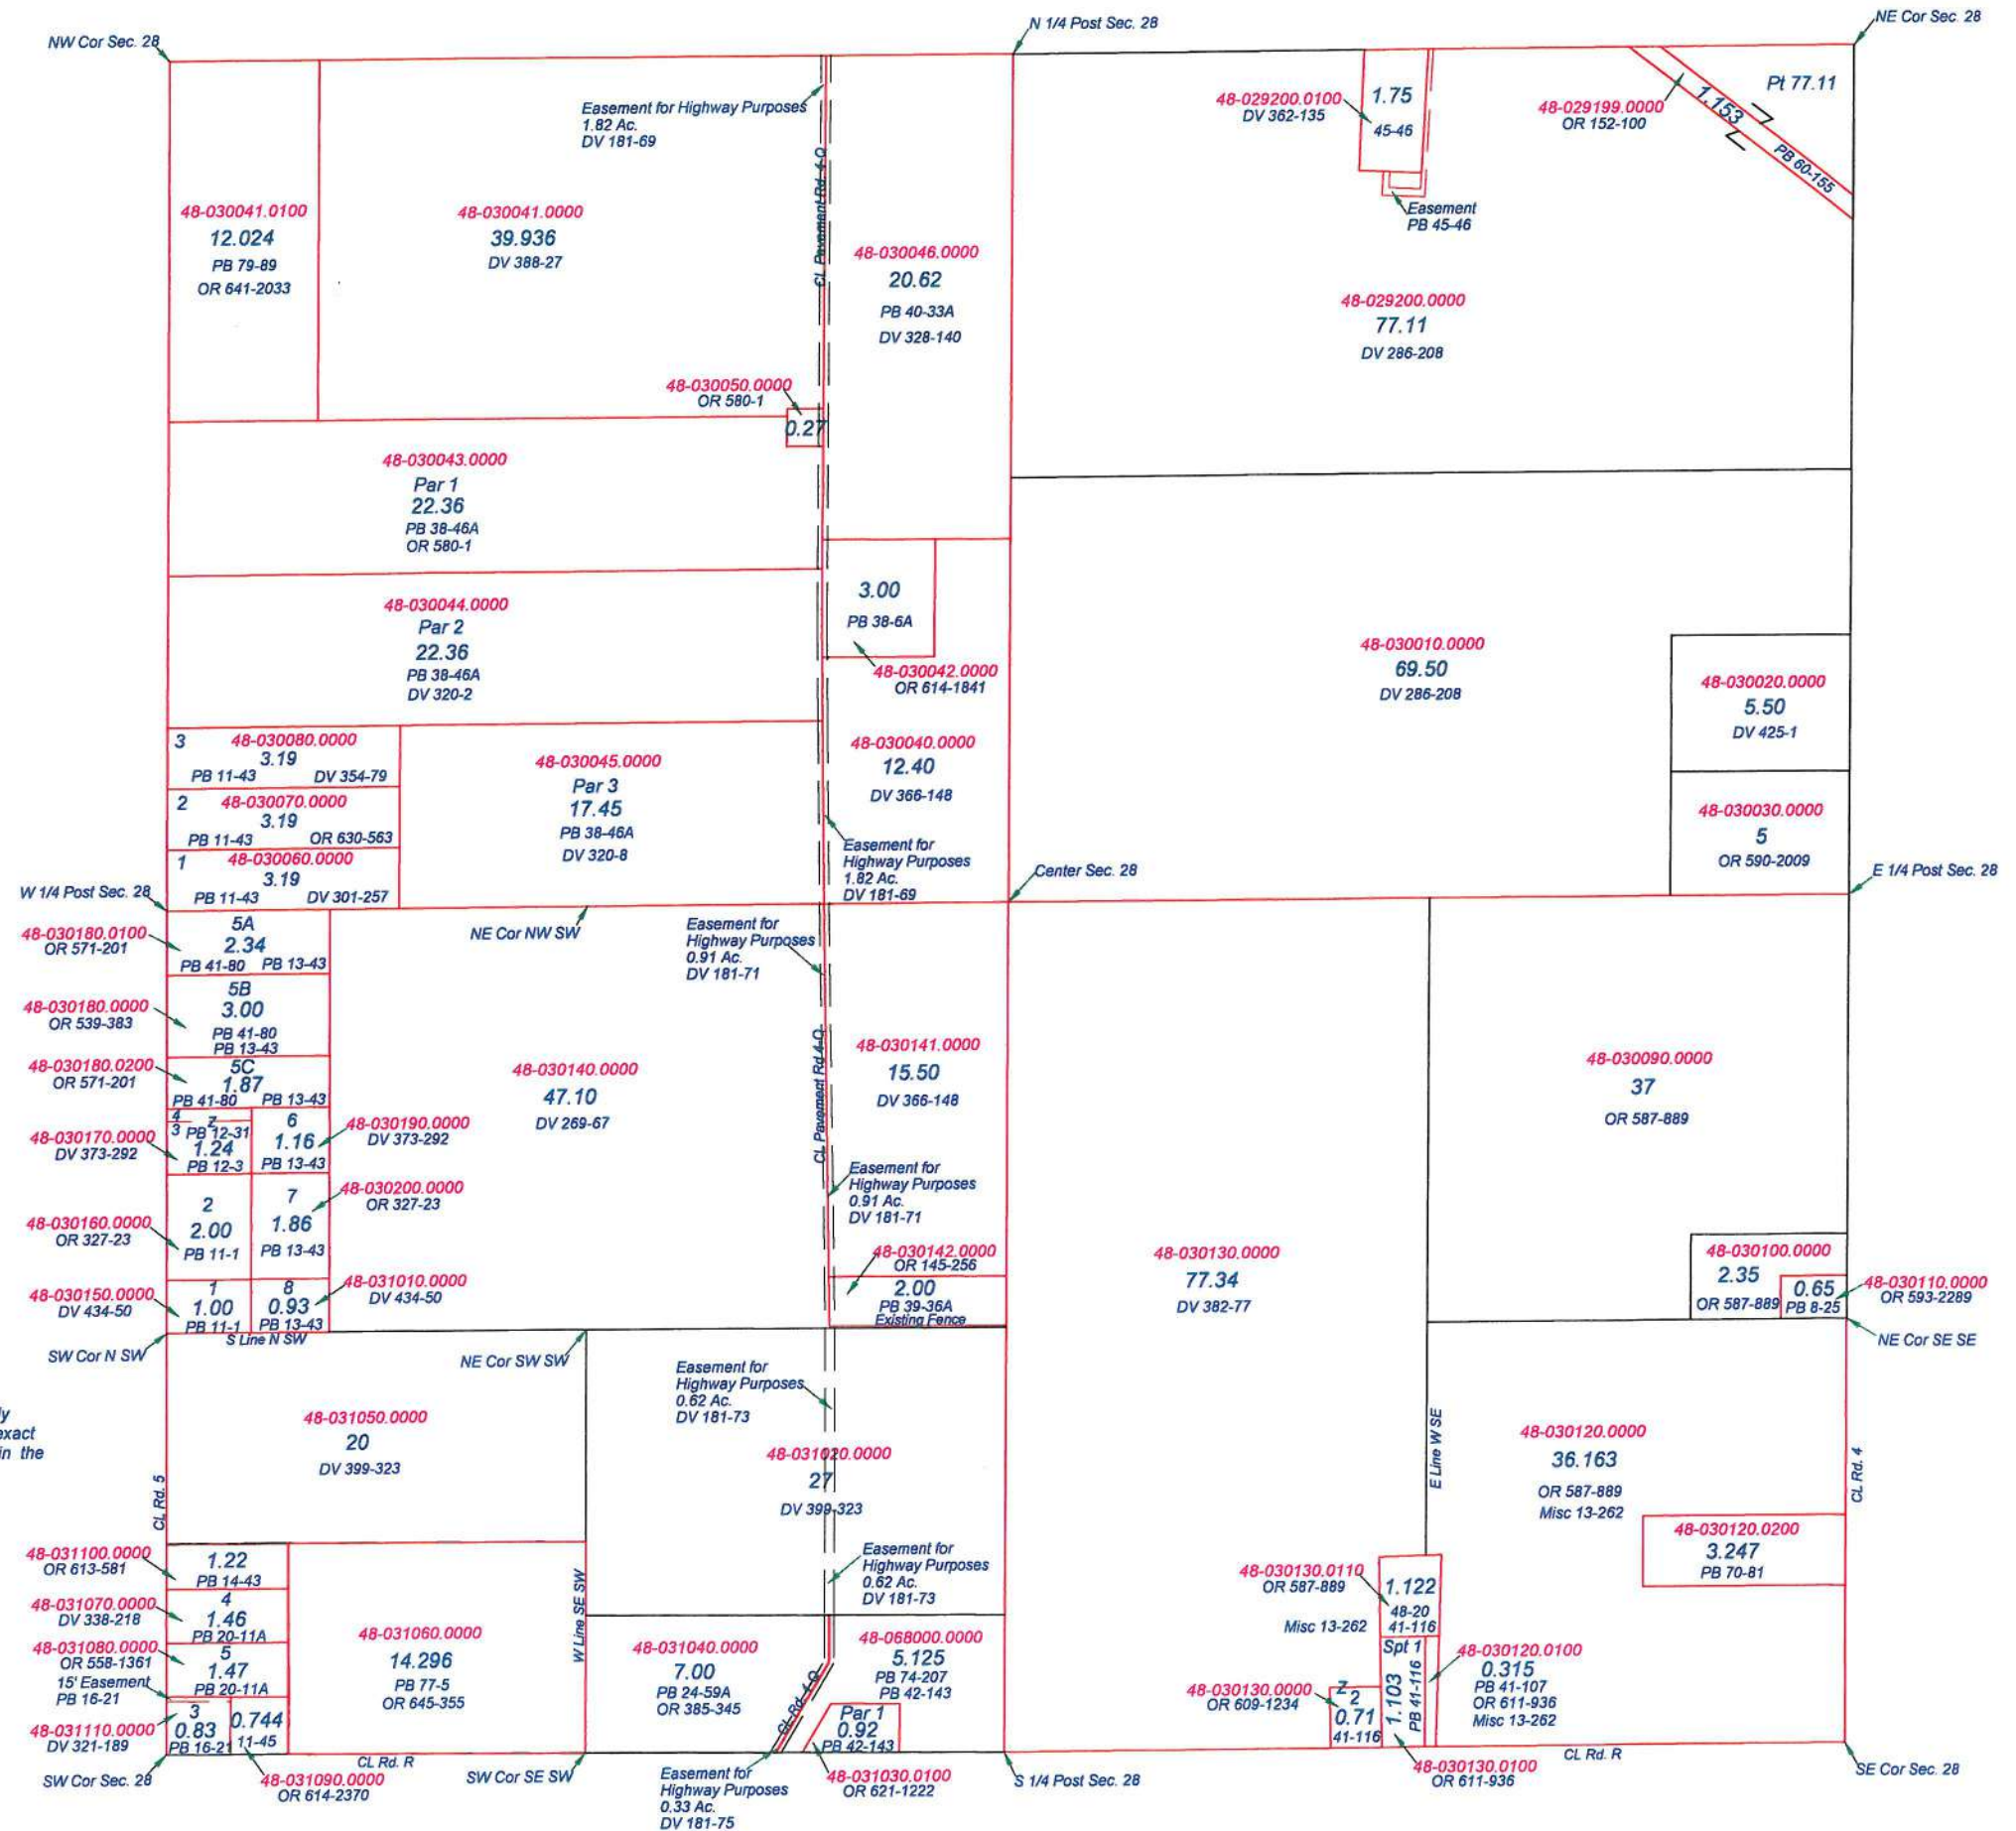 NW Cor Sec. 28
N 1/4 Post Sec. 28
NE Cor Sec. 28
Easement for Highway Purposes
1.82 Ac.
DV 181-69
CL Pavement Rd. 4-Q
48-030041.0100
12.024
PB 79-89
OR 641-2033
48-030041.0000
39.936
DV 388-27
48-030046.0000
20.62
PB 40-33A
DV 328-140
48-029200.0100
DV 362-135
1.75
45-46
Easement
PB 45-46
48-029199.0000
OR 152-100
1.153
PB 60-155
Pt 77.11
48-029200.0000
77.11
DV 286-208
48-030050.0000
OR 580-1
0.27
48-030043.0000
Par 1
22.36
PB 38-46A
OR 580-1
48-030044.0000
Par 2
22.36
PB 38-46A
DV 320-2
3.00
PB 38-6A
48-030042.0000
OR 614-1841
48-030010.0000
69.50
DV 286-208
48-030020.0000
5.50
DV 425-1
48-030030.0000
5
OR 590-2009
3 48-030080.0000
3.19
PB 11-43 DV 354-79
2 48-030070.0000
3.19
PB 11-43 OR 630-563
1 48-030060.0000
3.19
PB 11-43 DV 301-257
48-030045.0000
Par 3
17.45
PB 38-46A
DV 320-8
48-030040.0000
12.40
DV 366-148
Easement for
Highway Purposes
1.82 Ac.
DV 181-69
W 1/4 Post Sec. 28
Center Sec. 28
E 1/4 Post Sec. 28
NE Cor NW SW
48-030180.0100
OR 571-201
5A
2.34
PB 41-80 PB 13-43
48-030180.0000
OR 539-383
5B
3.00
PB 41-80
PB 13-43
48-030180.0200
OR 571-201
5C
1.87
PB 41-80 PB 13-43
48-030170.0000
DV 373-292
4
3
Z
PB 12-31
1.24
PB 12-3
6
1.16
PB 13-43
48-030190.0000
DV 373-292
48-030160.0000
OR 327-23
2
2.00
PB 11-1
7
1.86
PB 13-43
48-030200.0000
OR 327-23
48-030150.0000
DV 434-50
1
1.00
PB 11-1
8
0.93
PB 13-43
48-031010.0000
DV 434-50
48-030140.0000
47.10
DV 269-67
Easement for
Highway Purposes
0.91 Ac.
DV 181-71
CL Pavement Rd 4-Q
48-030141.0000
15.50
DV 366-148
Easement for
Highway Purposes
0.91 Ac.
DV 181-71
48-030142.0000
OR 145-256
2.00
PB 39-36A
Existing Fence
48-030130.0000
77.34
DV 382-77
48-030090.0000
37
OR 587-889
48-030100.0000
2.35
OR 587-889
0.65
PB 8-25
48-030110.0000
OR 593-2289
SW Cor N SW
S Line N SW
NE Cor SW SW
NE Cor SE SE
exact
in the
CL Rd. 5
48-031050.0000
20
DV 399-323
Easement for
Highway Purposes
0.62 Ac.
DV 181-73
48-031020.0000
27
DV 399-323
Easement for
Highway Purposes
0.62 Ac.
DV 181-73
E Line W SE
48-030120.0000
36.163
OR 587-889
Misc 13-262
CL Rd. 4
48-030120.0200
3.247
PB 70-81
48-031100.0000
OR 613-581
1.22
PB 14-43
48-031070.0000
DV 338-218
4
1.46
PB 20-11A
48-031080.0000
OR 558-1361
5
1.47
PB 20-11A
15' Easement
PB 16-21
48-031110.0000
DV 321-189
3
0.83
PB 16-21
0.744
11-45
48-031090.0000
OR 614-2370
48-031060.0000
14.296
PB 77-5
OR 645-355
W Line SE SW
48-031040.0000
7.00
PB 24-59A
OR 385-345
CL Rd. 4-Q
48-068000.0000
5.125
PB 74-207
PB 42-143
Par 1
0.92
PB 42-143
48-031030.0100
OR 621-1222
Easement for
Highway Purposes
0.33 Ac.
DV 181-75
48-030130.0110
OR 587-889
Misc 13-262
1.122
48-20
41-116
Spt 1
1.103
PB 41-116
48-030120.0100
0.315
PB 41-107
OR 611-936
Misc 13-262
48-030130.0000
OR 609-1234
Z
2
0.71
41-116
48-030130.0100
OR 611-936
SW Cor Sec. 28
CL Rd. R
SW Cor SE SW
S 1/4 Post Sec. 28
CL Rd. R
SE Cor Sec. 28